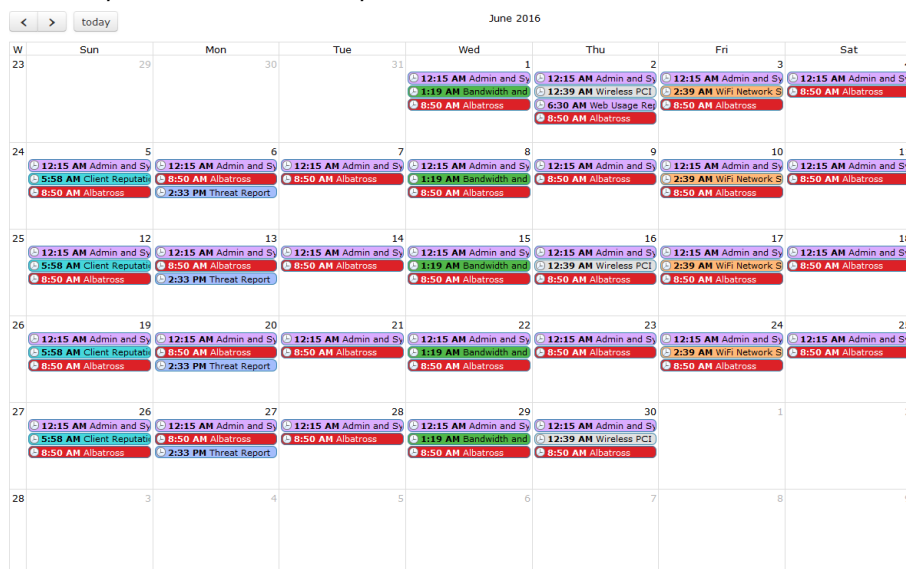 today June 2016
W Sun Mon Tue Wed Thu Fri Sat
23 29 30 31 1 2 3 4
12:15 AM Admin and Sy 12:15 AM Admin and Sy 12:15 AM Admin and Sy 12:15 AM Admin and Sy
1:19 AM Bandwidth and 12:39 AM Wireless PCI 2:39 AM WiFi Network S 8:50 AM Albatross
8:50 AM Albatross 6:30 AM Web Usage Rep 8:50 AM Albatross
8:50 AM Albatross
24 5 6 7 8 9 10 1
12:15 AM Admin and Sy 12:15 AM Admin and Sy 12:15 AM Admin and Sy 12:15 AM Admin and Sy 12:15 AM Admin and Sy 12:15 AM Admin and Sy 12:15 AM Admin and Sy
5:58 AM Client Reputati 8:50 AM Albatross 8:50 AM Albatross 1:19 AM Bandwidth and 8:50 AM Albatross 2:39 AM WiFi Network S 8:50 AM Albatross
8:50 AM Albatross 2:33 PM Threat Report 8:50 AM Albatross 8:50 AM Albatross
25 12 13 14 15 16 17 18
12:15 AM Admin and Sy 12:15 AM Admin and Sy 12:15 AM Admin and Sy 12:15 AM Admin and Sy 12:15 AM Admin and Sy 12:15 AM Admin and Sy 12:15 AM Admin and Sy
5:58 AM Client Reputati 8:50 AM Albatross 8:50 AM Albatross 1:19 AM Bandwidth and 12:39 AM Wireless PCI 2:39 AM WiFi Network S 8:50 AM Albatross
8:50 AM Albatross 2:33 PM Threat Report 8:50 AM Albatross 8:50 AM Albatross 8:50 AM Albatross
26 19 20 21 22 23 24 25
12:15 AM Admin and Sy 12:15 AM Admin and Sy 12:15 AM Admin and Sy 12:15 AM Admin and Sy 12:15 AM Admin and Sy 12:15 AM Admin and Sy 12:15 AM Admin and Sy
5:58 AM Client Reputati 8:50 AM Albatross 8:50 AM Albatross 1:19 AM Bandwidth and 8:50 AM Albatross 2:39 AM WiFi Network S 8:50 AM Albatross
8:50 AM Albatross 2:33 PM Threat Report 8:50 AM Albatross 8:50 AM Albatross
27 26 27 28 29 30 1
12:15 AM Admin and Sy 12:15 AM Admin and Sy 12:15 AM Admin and Sy 12:15 AM Admin and Sy 12:15 AM Admin and Sy
5:58 AM Client Reputati 8:50 AM Albatross 8:50 AM Albatross 1:19 AM Bandwidth and 12:39 AM Wireless PCI
8:50 AM Albatross 2:33 PM Threat Report 8:50 AM Albatross 8:50 AM Albatross
28 3 4 5 6 7 8